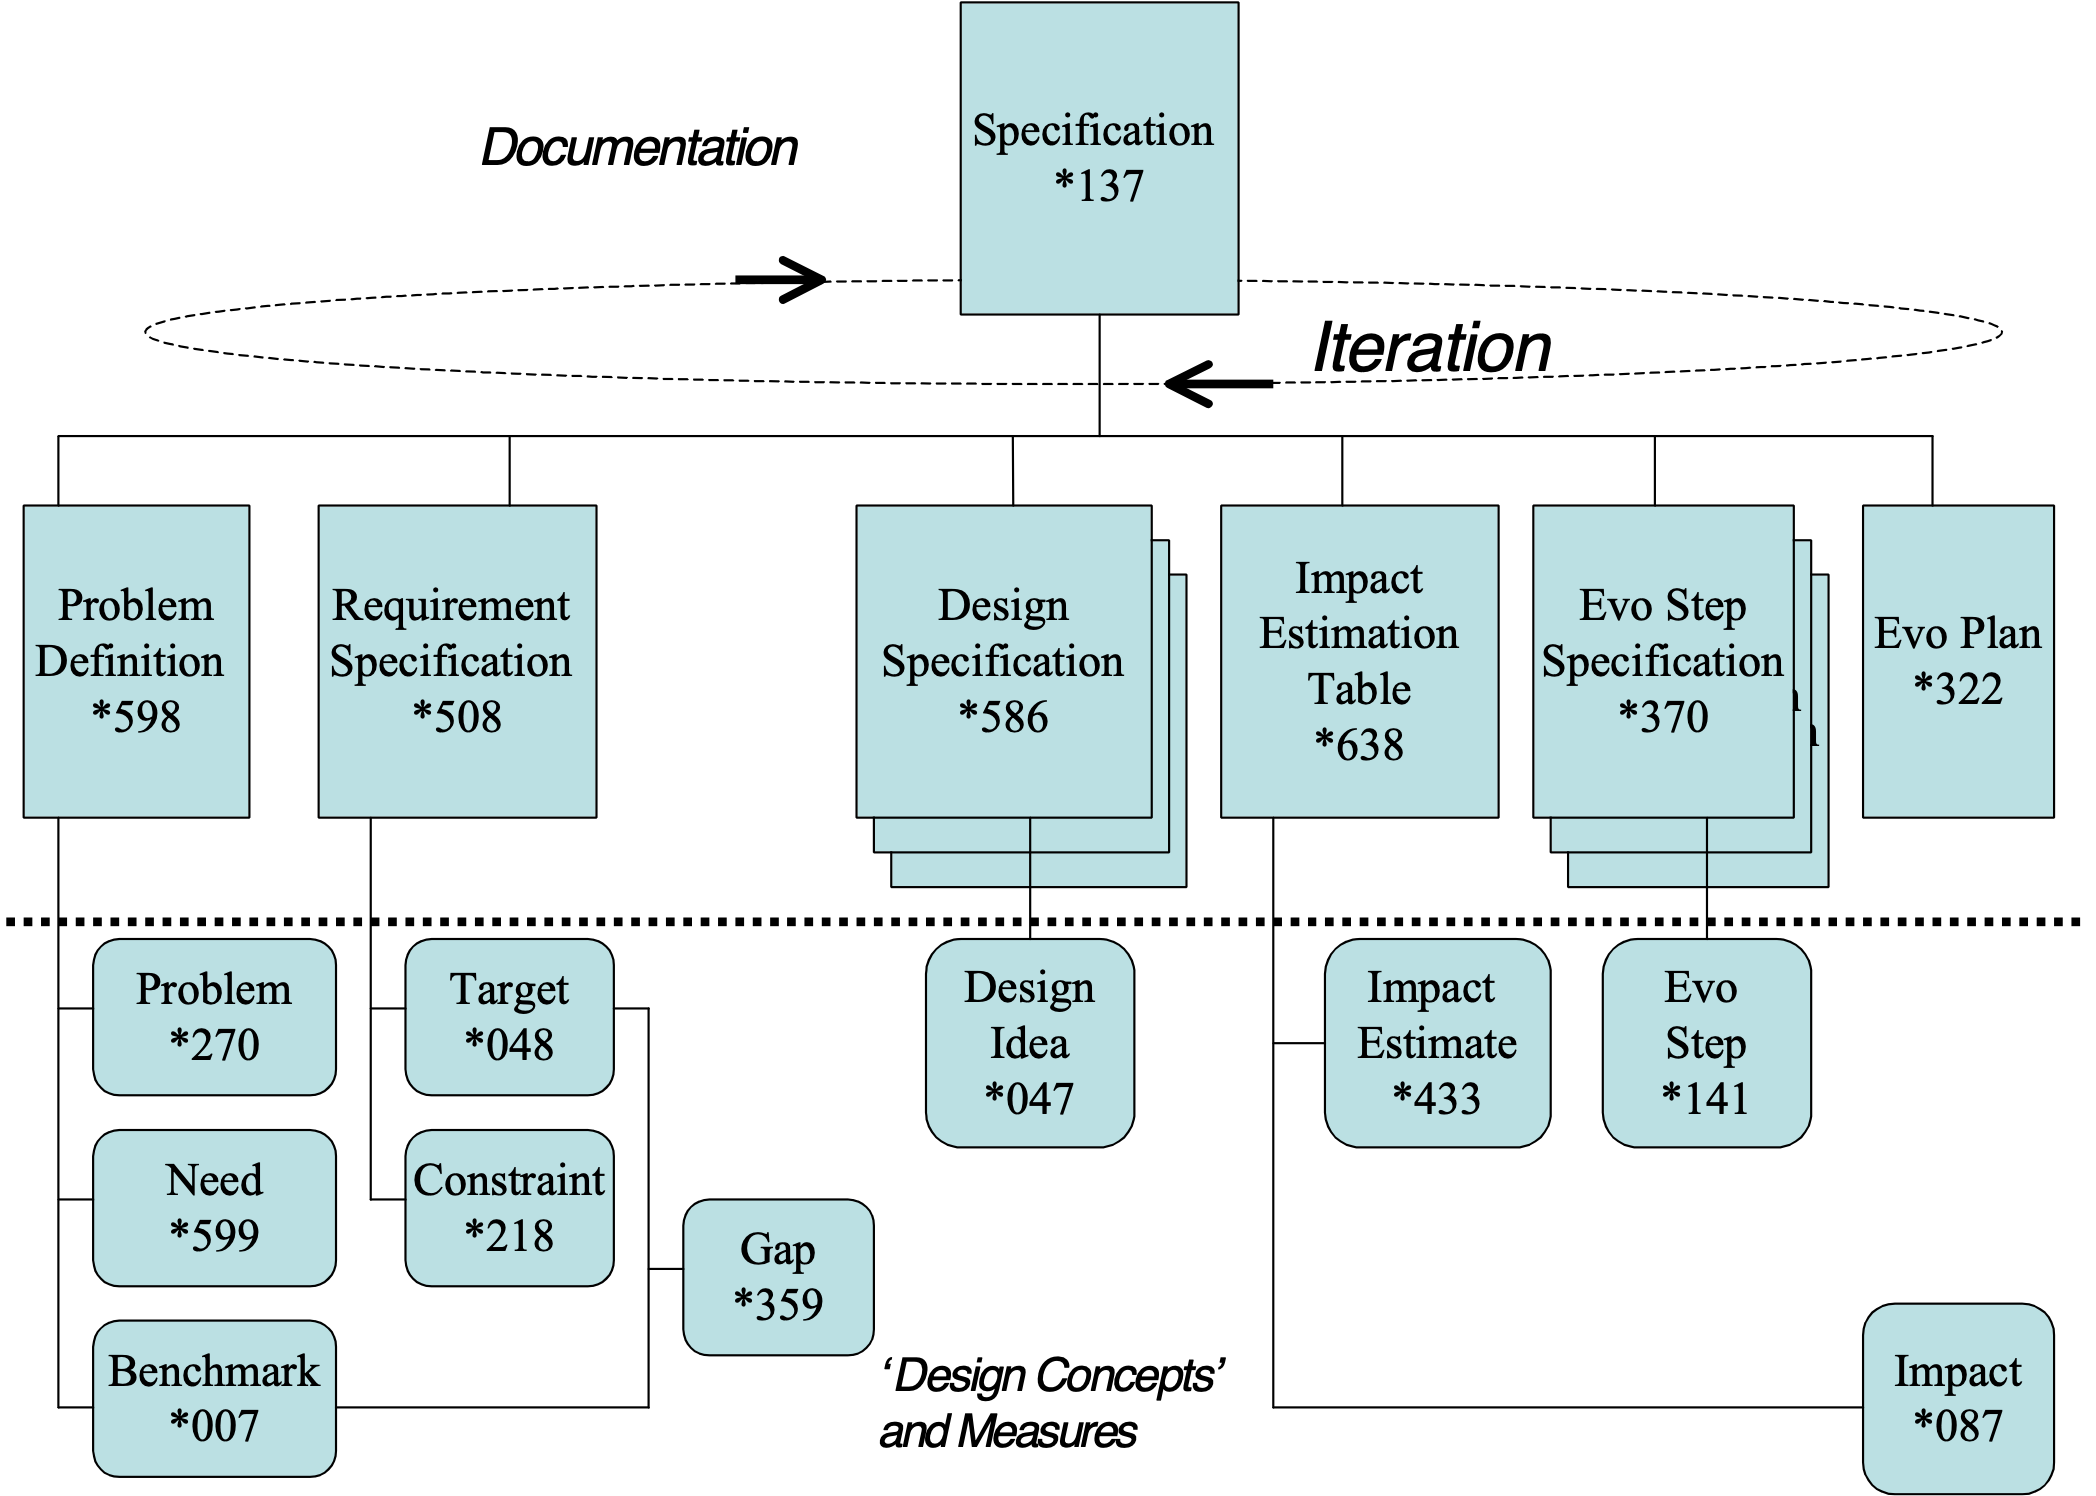 Documentation
Specification
*137
Iteration
Problem
Definition
*598
Requirement
Specification
*508
Design
Specification
*586
Impact
Estimation
Table
*638
Evo Step
Specification
*370
Evo Plan
*322
Problem
*270
Target
*048
Design
Idea
*047
Impact
Estimate
*433
Evo
Step
*141
Need
*599
Constraint
*218
Gap
*359
Benchmark
*007
‘Design Concepts’
and Measures
Impact
*087